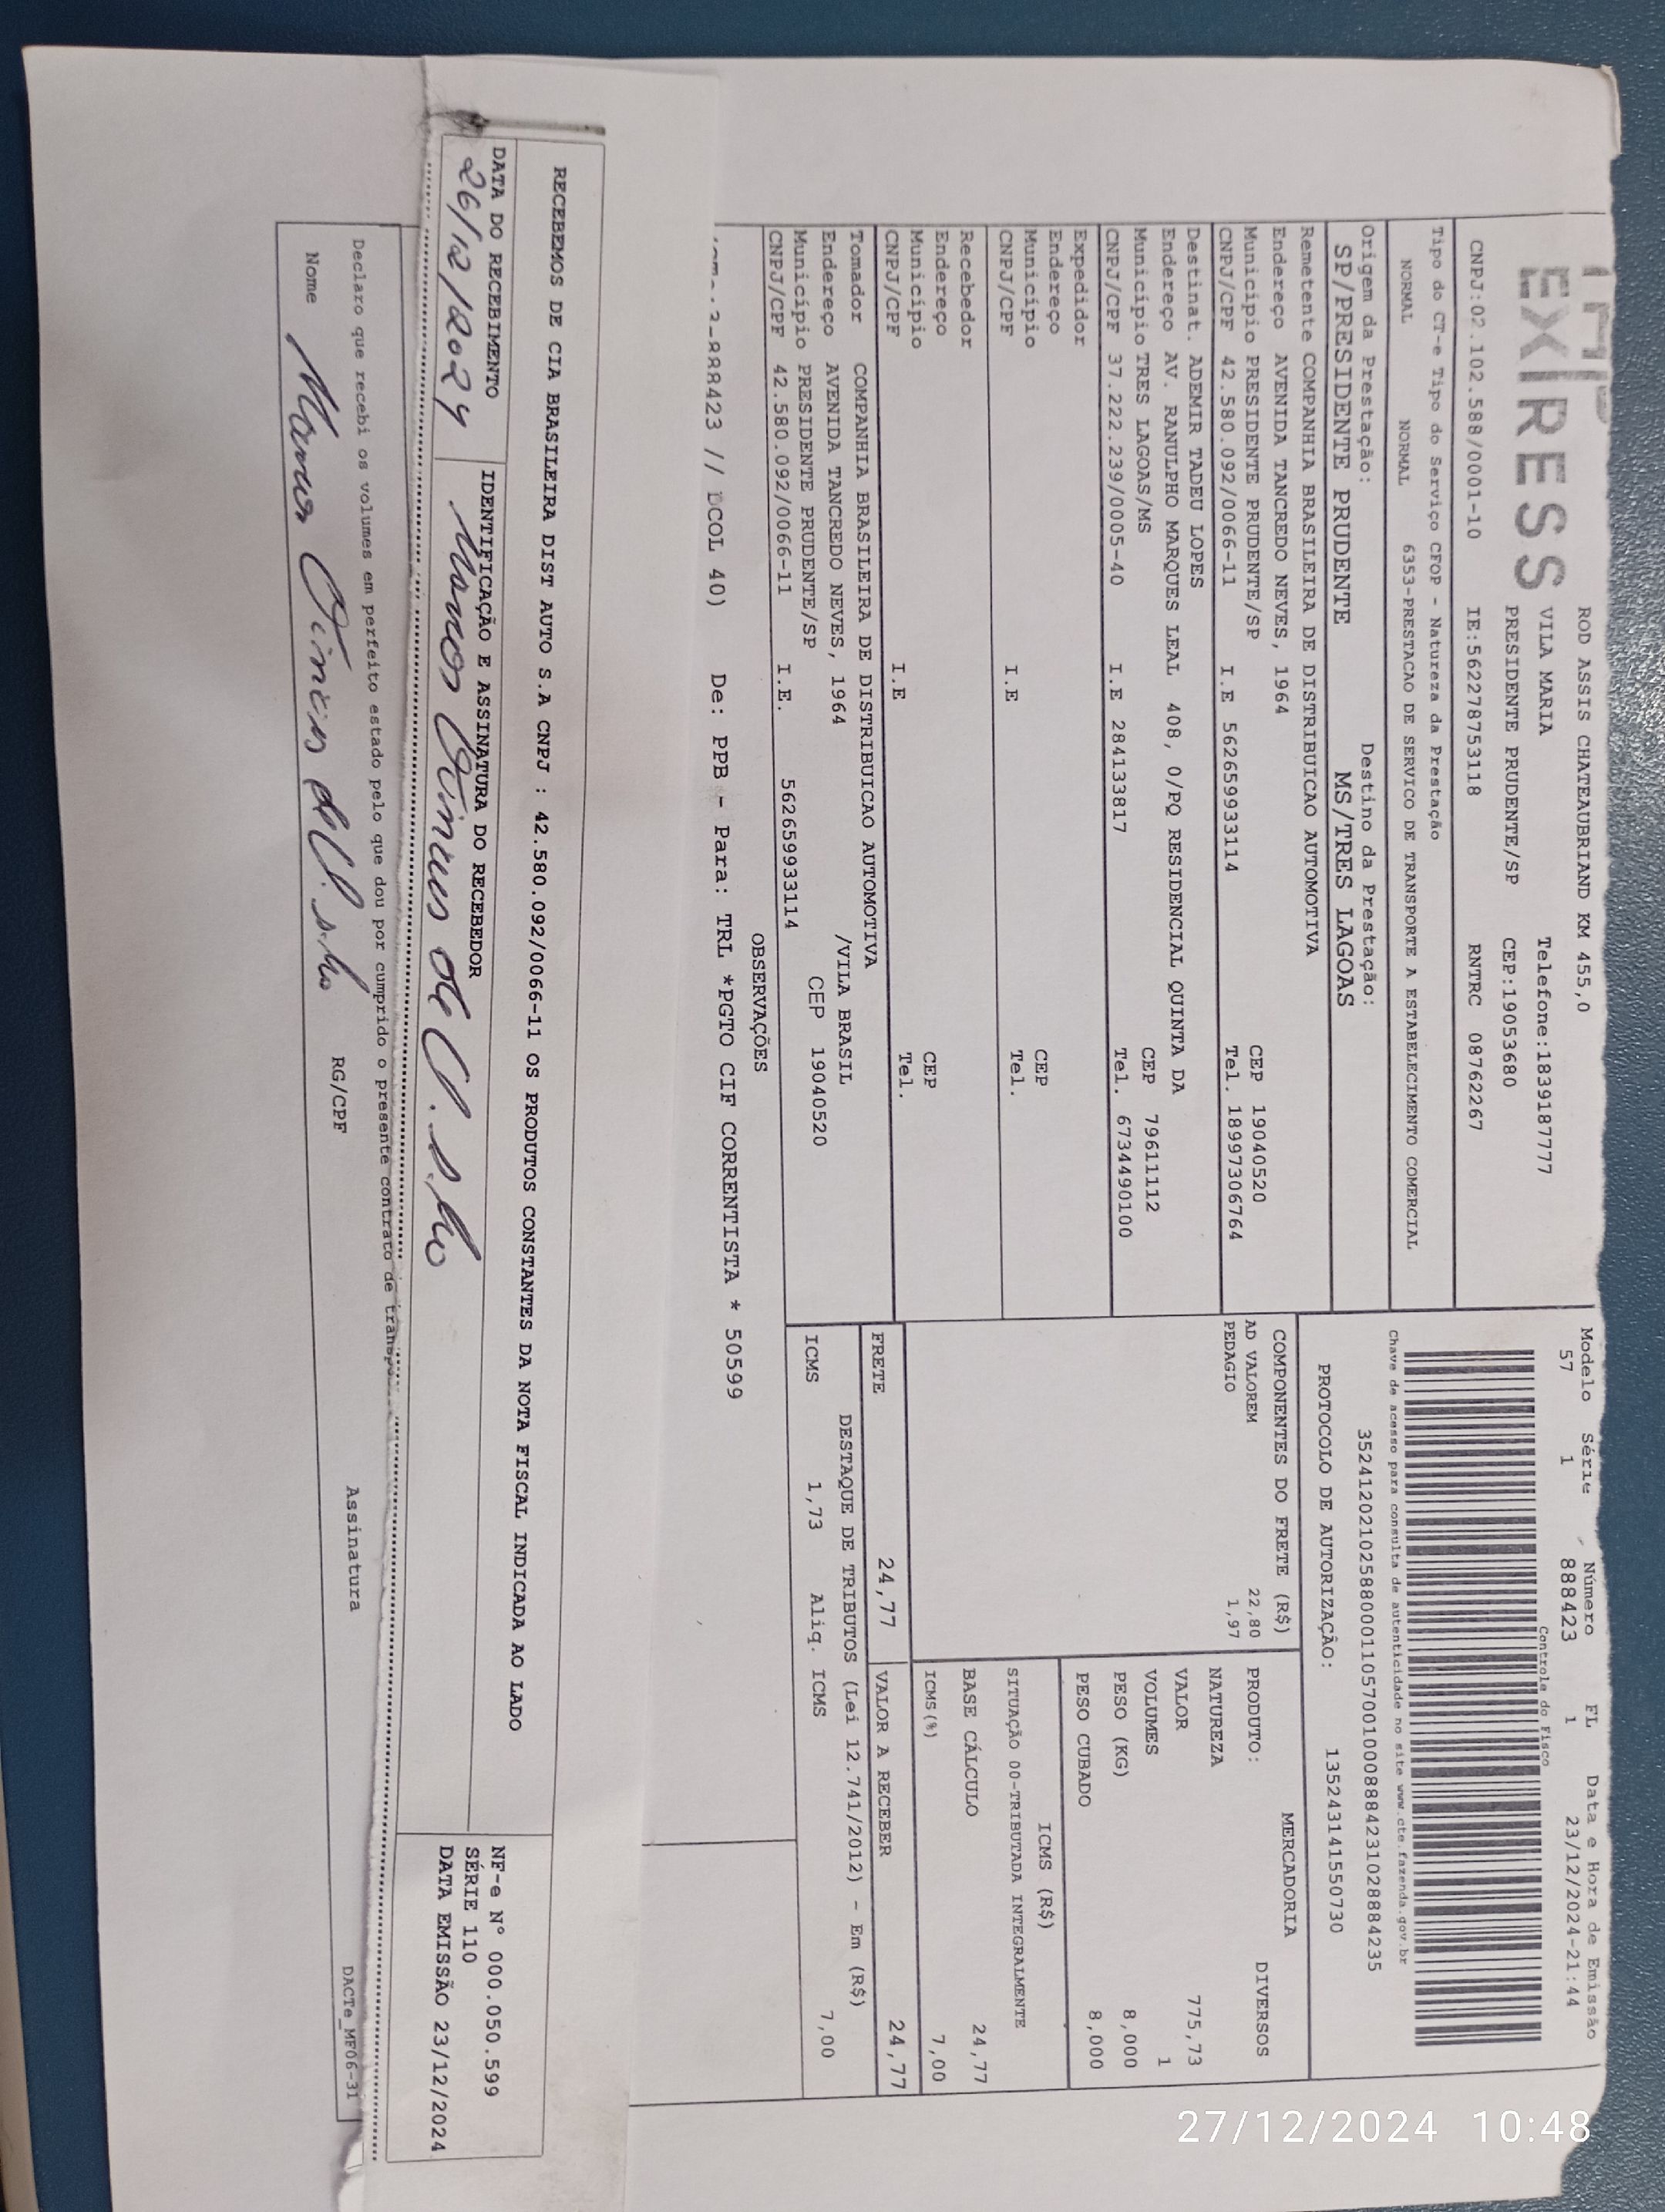 EXPRESS
ROD ASSIS CHATEAUBRIAND KM 455,0
VILA MARIA Telefone:1839187777
PRESIDENTE PRUDENTE/SP CEP:19053680
CNPJ:02.102.588/0001-10 IE:562278753118 RNTRC 08762267
Modelo Série Número FL Data e Hora de Emissão
57 1 888423 1 23/12/2024-21:44
Controle do Fisco
Tipo do CT-e Tipo do Serviço CFOP - Natureza da Prestação
NORMAL NORMAL 6353-PRESTACAO DE SERVICO DE TRANSPORTE A ESTABELECIMENTO COMERCIAL
Chave de acesso para consulta de autenticidade no site www.cte.fazenda.gov.br
35241202102588000110570010008884231028884235
Origem da Prestação: Destino da Prestação:
SP/PRESIDENTE PRUDENTE MS/TRES LAGOAS
PROTOCOLO DE AUTORIZAÇÃO: 135243141550730
Remetente COMPANHIA BRASILEIRA DE DISTRIBUICAO AUTOMOTIVA
Endereço AVENIDA TANCREDO NEVES, 1964
Município PRESIDENTE PRUDENTE/SP CEP 19040520
CNPJ/CPF 42.580.092/0066-11 I.E 562659933114 Tel. 18997306764
Destinat. ADEMIR TADEU LOPES
Endereço AV. RANULPHO MARQUES LEAL 408, 0/PQ RESIDENCIAL QUINTA DA
Município TRES LAGOAS/MS CEP 79611112
CNPJ/CPF 37.222.239/0005-40 I.E 284133817 Tel. 6734490100
Expedidor
Endereço
Município CEP
CNPJ/CPF I.E Tel.
Recebedor
Endereço
Município CEP
CNPJ/CPF I.E Tel.
Tomador COMPANHIA BRASILEIRA DE DISTRIBUICAO AUTOMOTIVA
Endereço AVENIDA TANCREDO NEVES, 1964 /VILA BRASIL
Município PRESIDENTE PRUDENTE/SP CEP 19040520
CNPJ/CPF 42.580.092/0066-11 I.E. 562659933114
COMPONENTES DO FRETE (R$)
AD VALOREM 22,80
PEDAGIO 1,97
MERCADORIA
PRODUTO: DIVERSOS
NATUREZA
VALOR 775,73
VOLUMES 1
PESO (KG) 8,000
PESO CUBADO 8,000
ICMS (R$)
SITUAÇÃO 00-TRIBUTADA INTEGRALMENTE
BASE CÁLCULO 24,77
ICMS(%) 7,00
FRETE 24,77 VALOR A RECEBER 24,77
DESTAQUE DE TRIBUTOS (Lei 12.741/2012) - Em (R$)
ICMS 1,73 Aliq. ICMS 7,00
OBSERVAÇÕES
888423 // DCOL 40) De: PPB - Para: TRL *PGTO CIF CORRENTISTA * 50599
RECEBEMOS DE CIA BRASILEIRA DIST AUTO S.A CNPJ : 42.580.092/0066-11 OS PRODUTOS CONSTANTES DA NOTA FISCAL INDICADA AO LADO
DATA DO RECEBIMENTO IDENTIFICAÇÃO E ASSINATURA DO RECEBEDOR
26/12/2024
NF-e N° 000.050.599
SÉRIE 110
DATA EMISSÃO 23/12/2024
Declaro que recebi os volumes em perfeito estado pelo que dou por cumprido o presente contrato de
Nome RG/CPF Assinatura
DACTe_MF06-31
27/12/2024 10:48